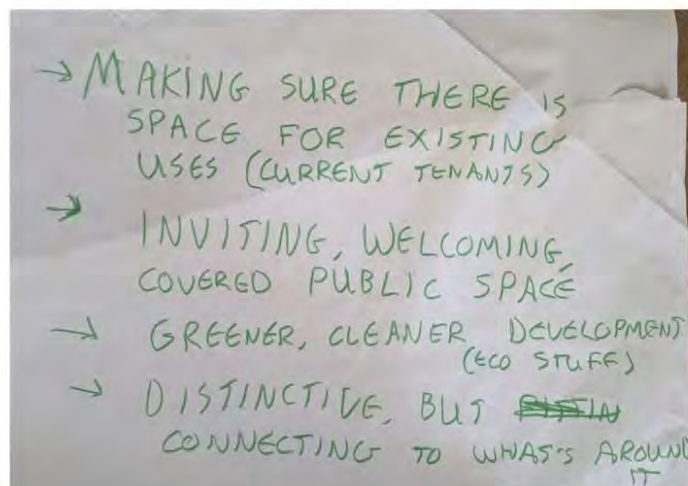 → MAKING SURE THERE IS
SPACE FOR EXISTING
USES (CURRENT TENANTS)
→ INVITING, WELCOMING,
COVERED PUBLIC SPACE
→ GREENER, CLEANER DEVELOPMENT
(ECO STUFF)
→ DISTINCTIVE, BUT
CONNECTING TO WHAS'S AROUND
IT